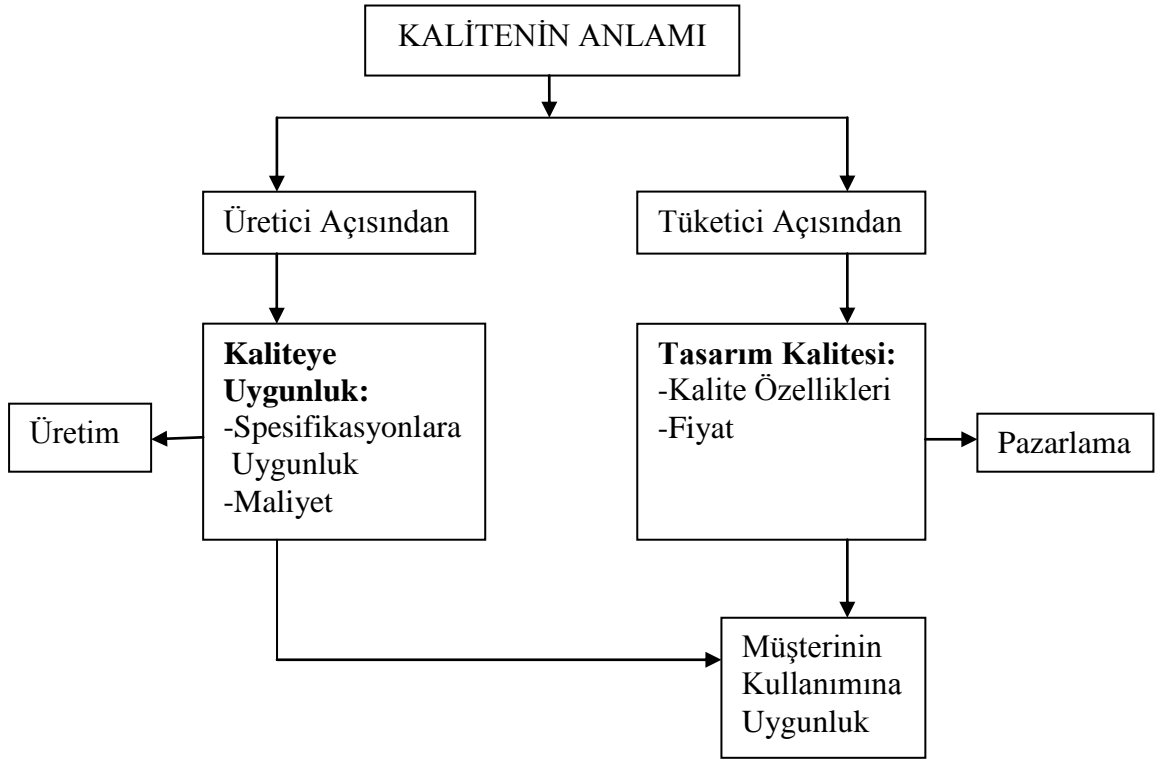 KALİTENİN ANLAMI
Üretici Açısından
Tüketici Açısından
Kaliteye
Uygunluk:
-Spesifikasyonlara
Uygunluk
-Maliyet
Tasarım Kalitesi:
-Kalite Özellikleri
-Fiyat
Üretim
Pazarlama
Müşterinin
Kullanımına
Uygunluk